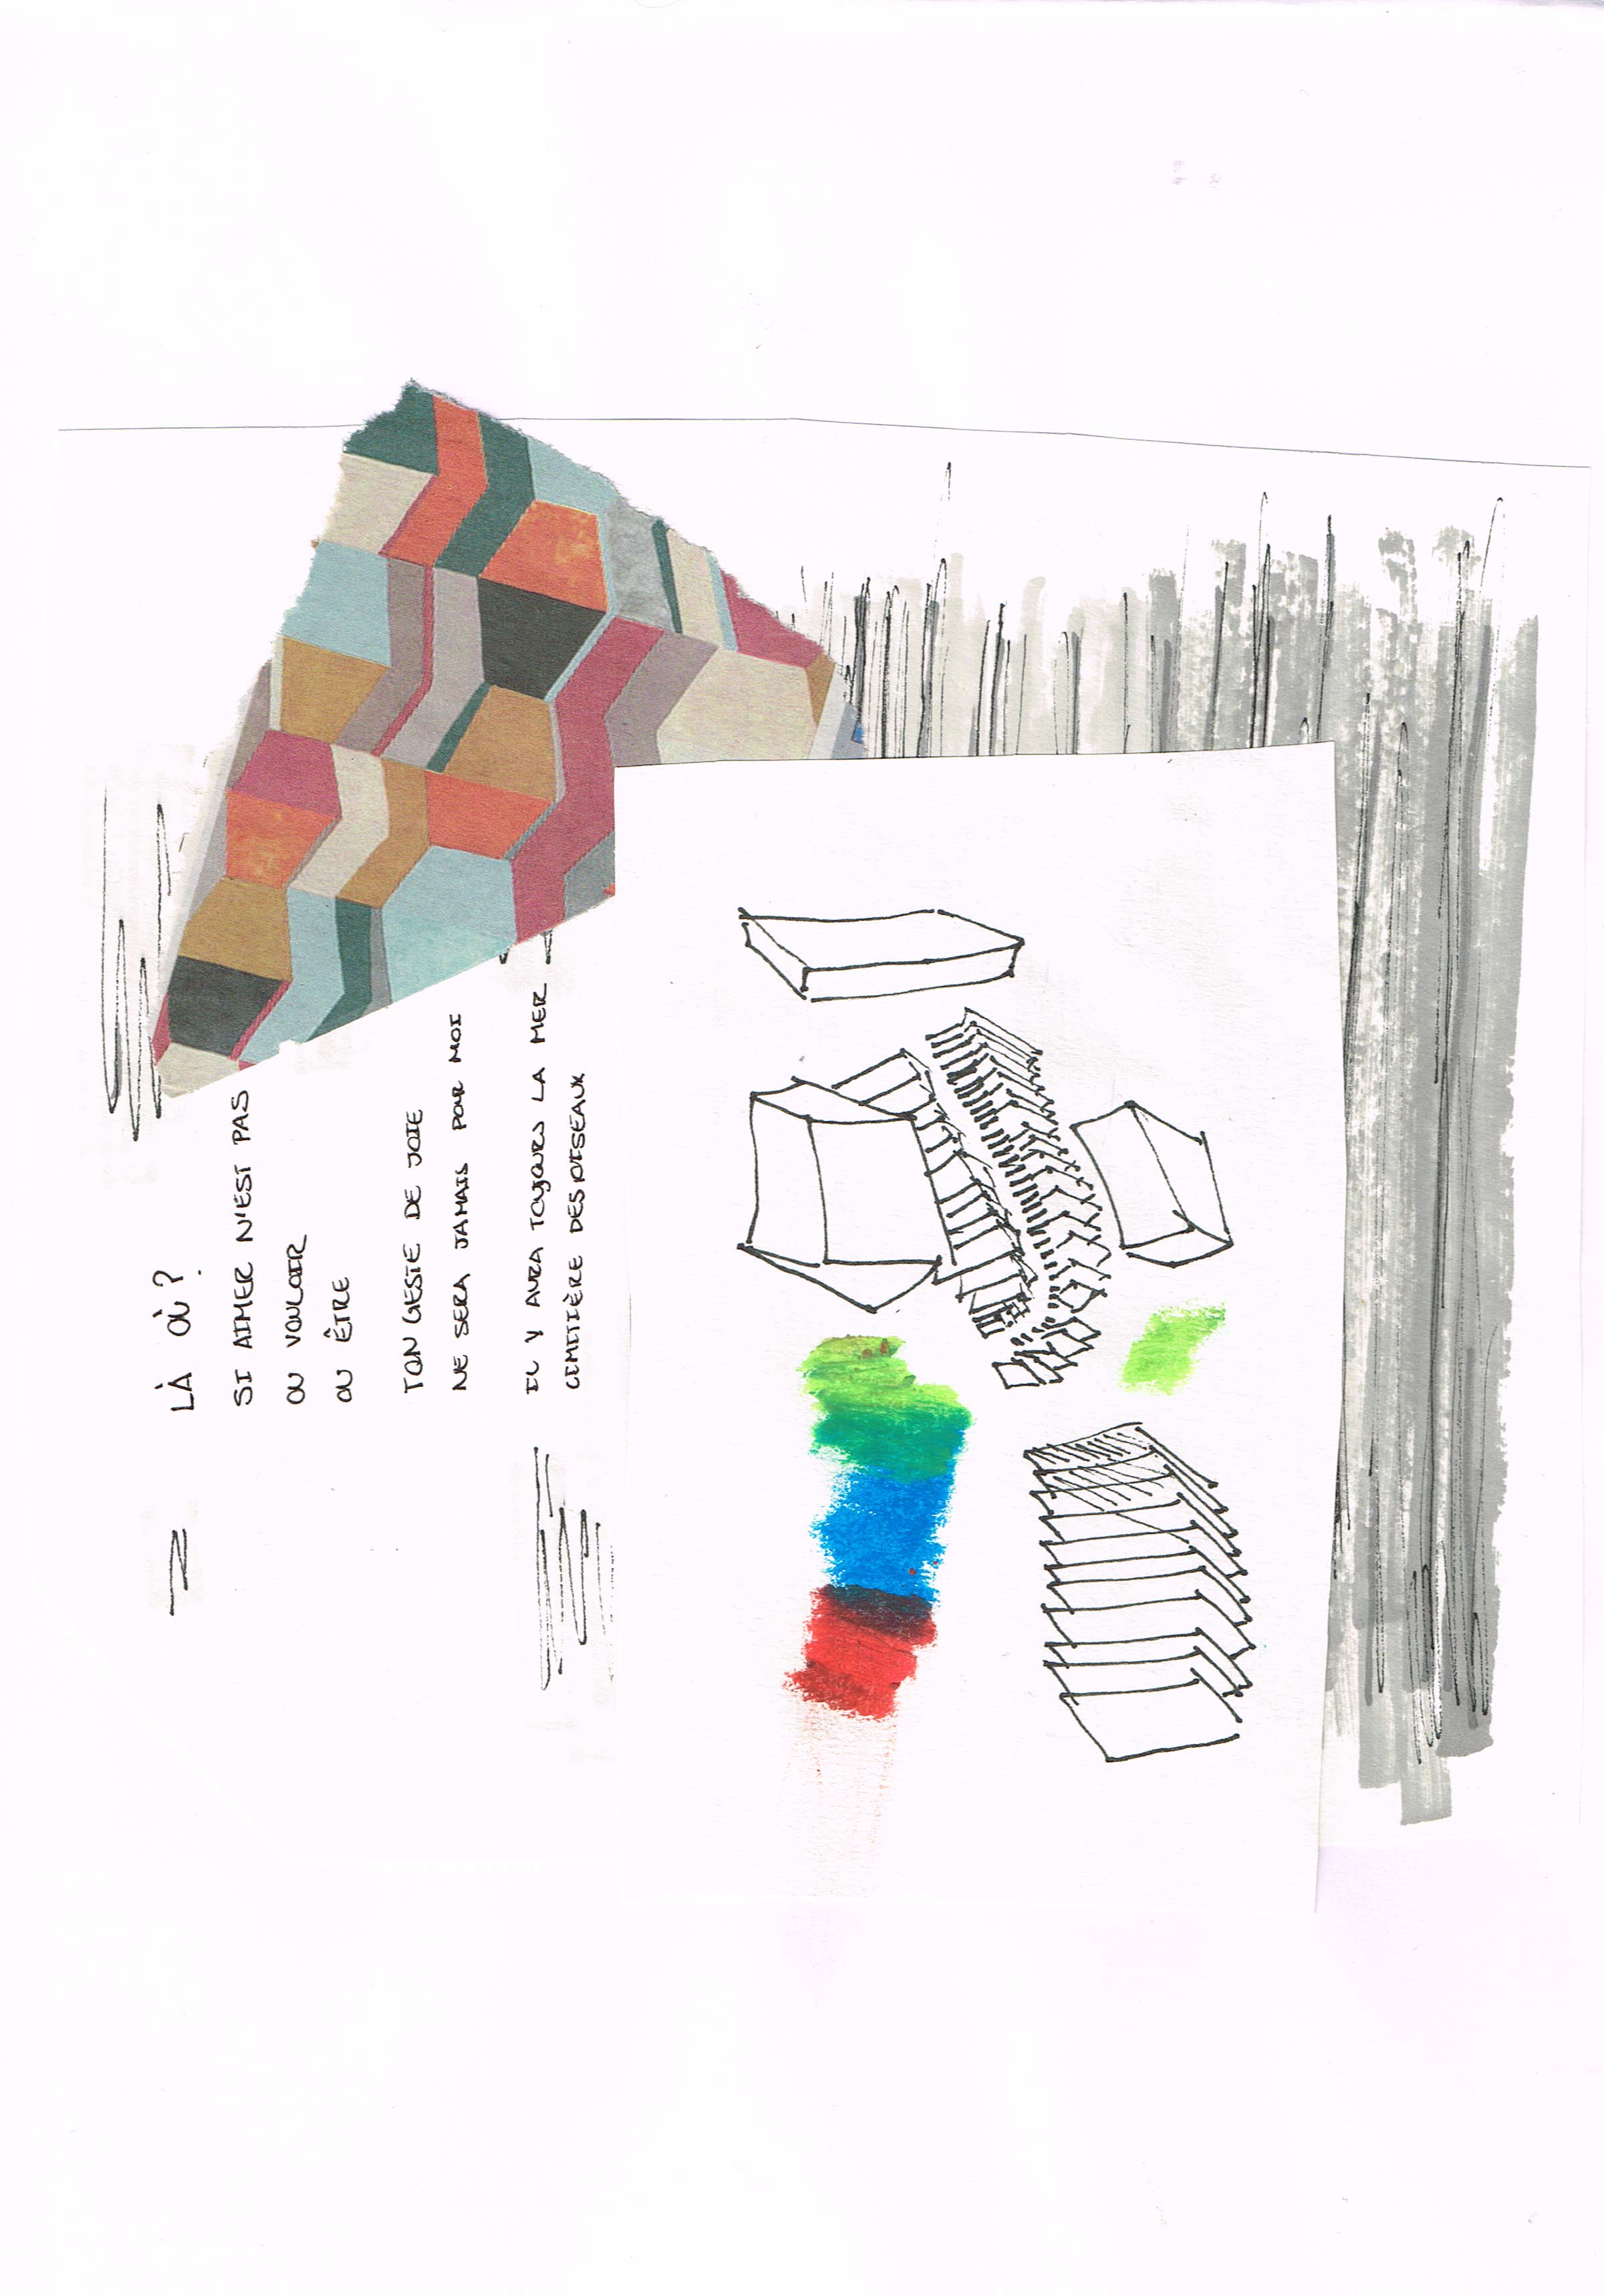 LÀ OÙ?
SI AIMER N'EST PAS
OU VOULOIR
OU ÊTRE
TON GESTE DE JOIE
NE SERA JAMAIS POUR MOI
IL Y AURA TOUJOURS LA MER
CIMETIÈRE DES OISEAUX